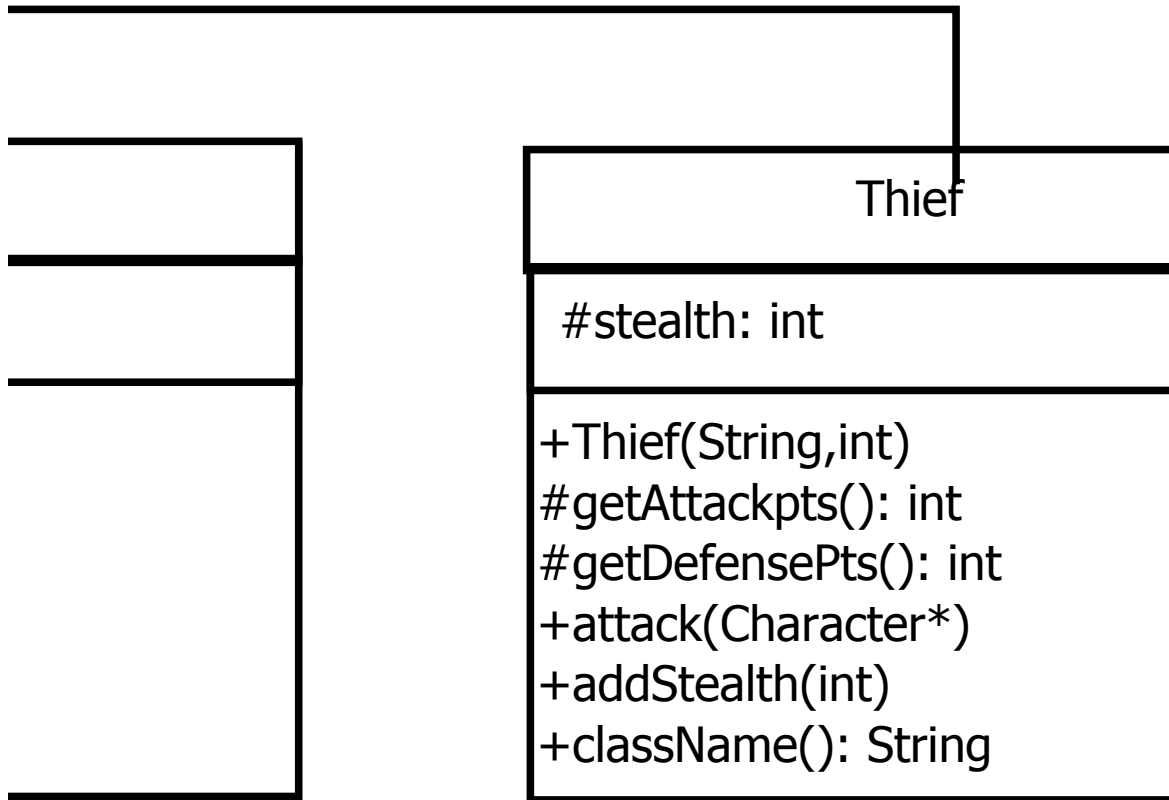 Thief
#stealth: int
+Thief(String,int)
#getAttackpts(): int
#getDefensePts(): int
+attack(Character*)
+addStealth(int)
+className(): String